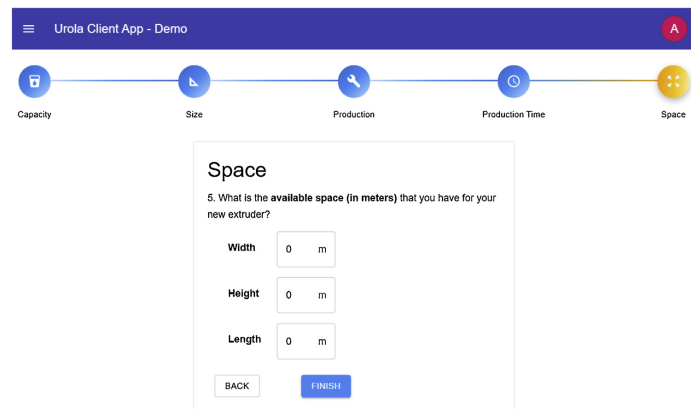 Urola Client App - Demo
A
Capacity
Size
Production
Production Time
Space
Space
5. What is the available space (in meters) that you have for your
new extruder?
Width 0 m
Height 0 m
Length 0 m
BACK FINISH